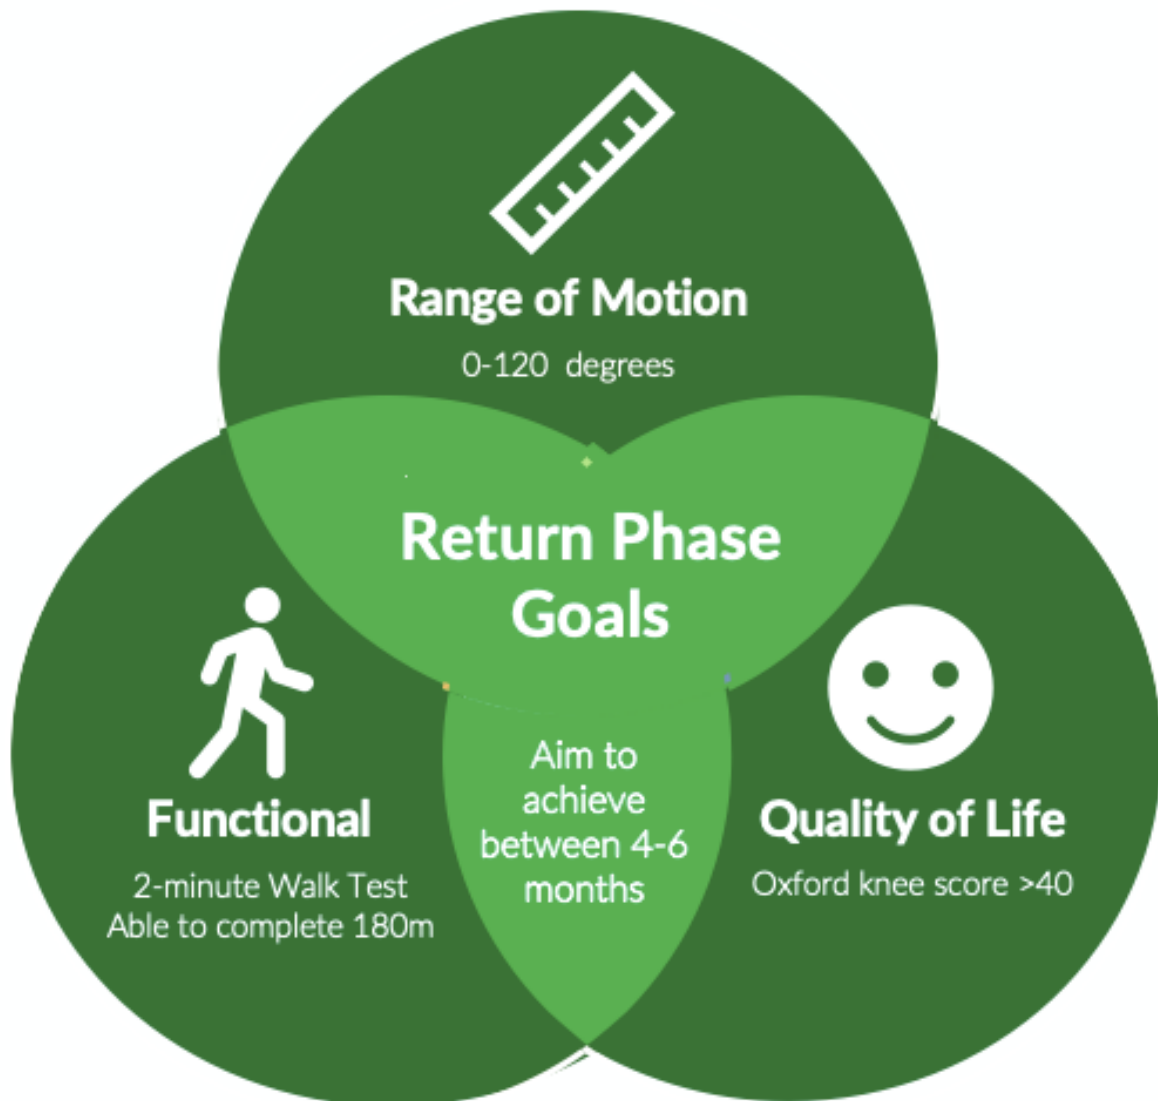 Range of Motion
0-120 degrees
Return Phase
Goals
Aim to
achieve
between 4-6
months
Functional
2-minute Walk Test
Able to complete 180m
Quality of Life
Oxford knee score >40